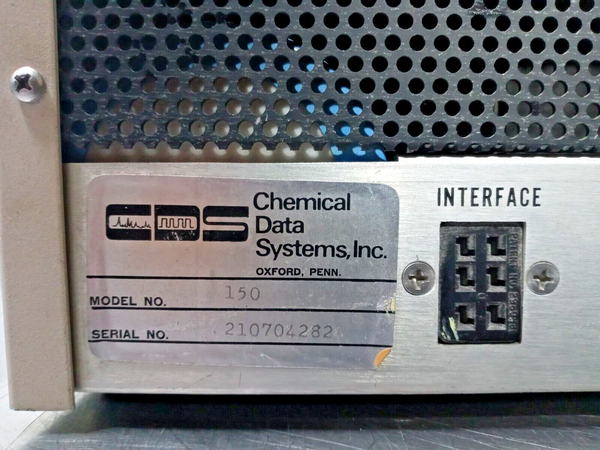 CDS
Chemical
Data
Systems, Inc.
OXFORD, PENN.
MODEL NO. 150
SERIAL NO. 210704282
INTERFACE